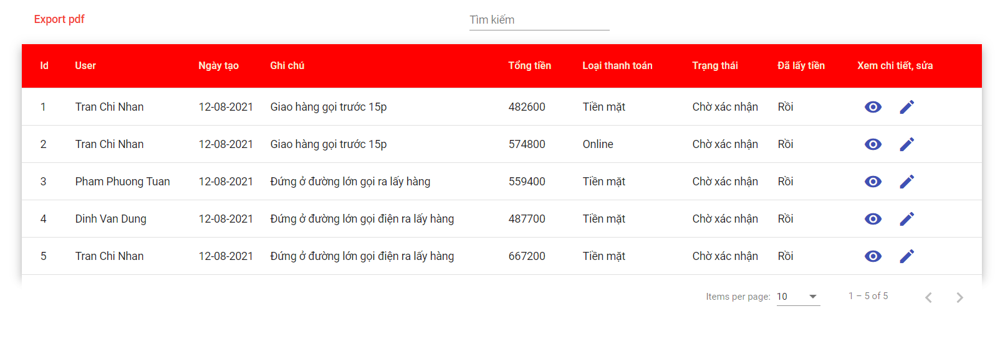 Export pdf
Tìm kiếm
Id User Ngày tạo Ghi chú Tổng tiền Loại thanh toán Trạng thái Đã lấy tiền Xem chi tiết, sửa
1 Tran Chi Nhan 12-08-2021 Giao hàng gọi trước 15p 482600 Tiền mặt Chờ xác nhận Rồi
2 Tran Chi Nhan 12-08-2021 Giao hàng gọi trước 15p 574800 Online Chờ xác nhận Rồi
3 Pham Phuong Tuan 12-08-2021 Đứng ở đường lớn gọi ra lấy hàng 559400 Tiền mặt Chờ xác nhận Rồi
4 Dinh Van Dung 12-08-2021 Đứng ở đường lớn gọi điện ra lấy hàng 487700 Tiền mặt Chờ xác nhận Rồi
5 Tran Chi Nhan 12-08-2021 Đứng ở đường lớn gọi điện ra lấy hàng 667200 Tiền mặt Chờ xác nhận Rồi
Items per page: 10 1 – 5 of 5